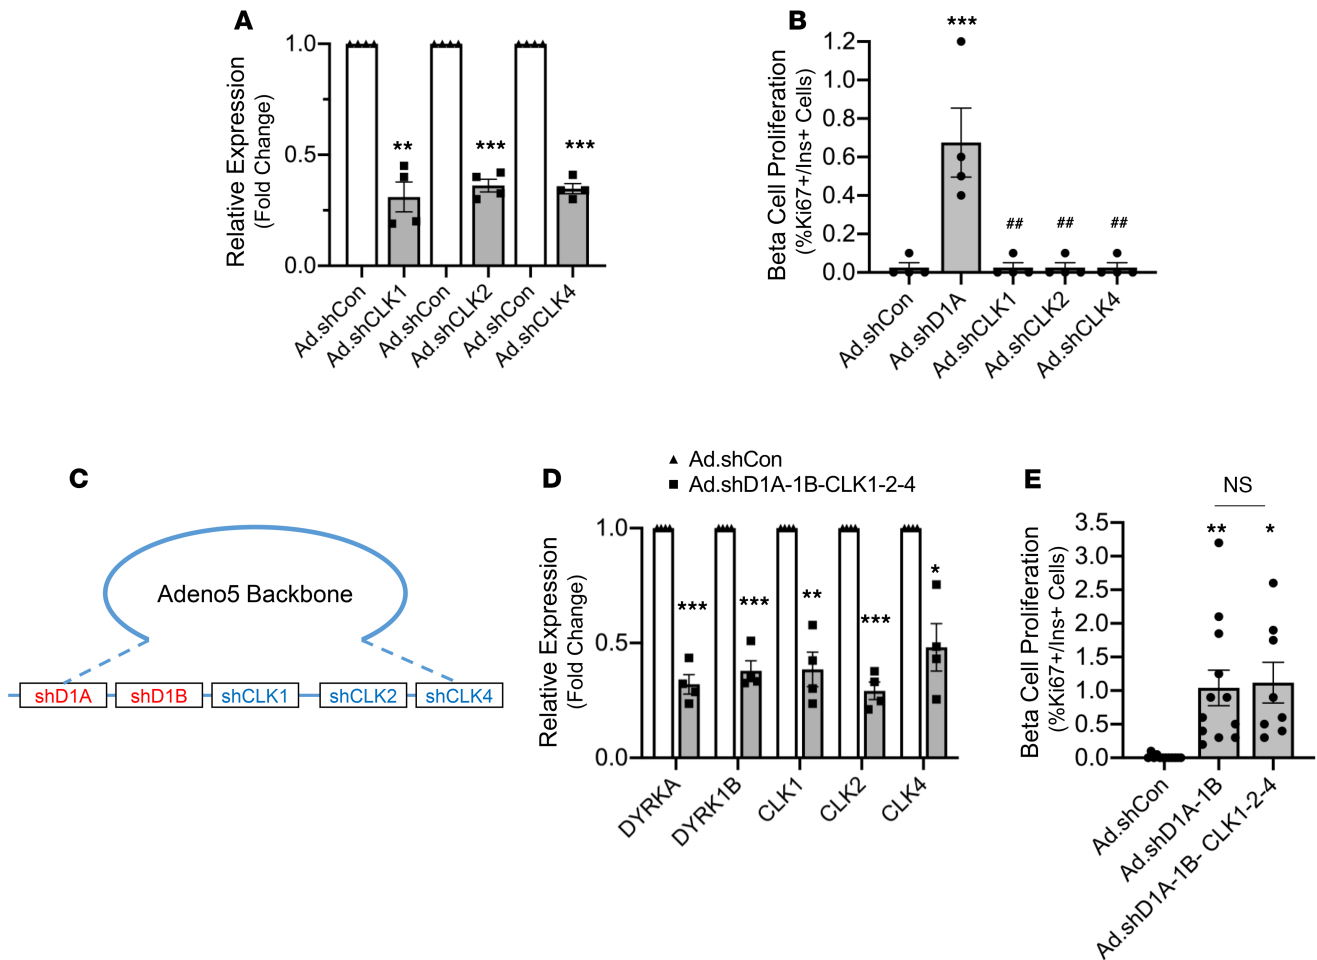 A
Relative Expression
(Fold Change)
1.0
0.5
0.0
**
***
***
Ad.shCon
Ad.shCLK1
Ad.shCon
Ad.shCLK2
Ad.shCon
Ad.shCLK4
B
Beta Cell Proliferation
(%Ki67+/Ins+ Cells)
1.2
1.0
0.8
0.6
0.4
0.2
0.0
***
##
##
##
Ad.shCon
Ad.shD1A
Ad.shCLK1
Ad.shCLK2
Ad.shCLK4
C
Adeno5 Backbone
shD1A
shD1B
shCLK1
shCLK2
shCLK4
D
Ad.shCon
Ad.shD1A-1B-CLK1-2-4
Relative Expression
(Fold Change)
1.0
0.5
0.0
***
***
**
***
*
DYRKA
DYRK1B
CLK1
CLK2
CLK4
E
NS
Beta Cell Proliferation
(%Ki67+/Ins+ Cells)
3.5
3.0
2.5
2.0
1.5
1.0
0.5
0.0
**
*
Ad.shCon
Ad.shD1A-1B
Ad.shD1A-1B- CLK1-2-4